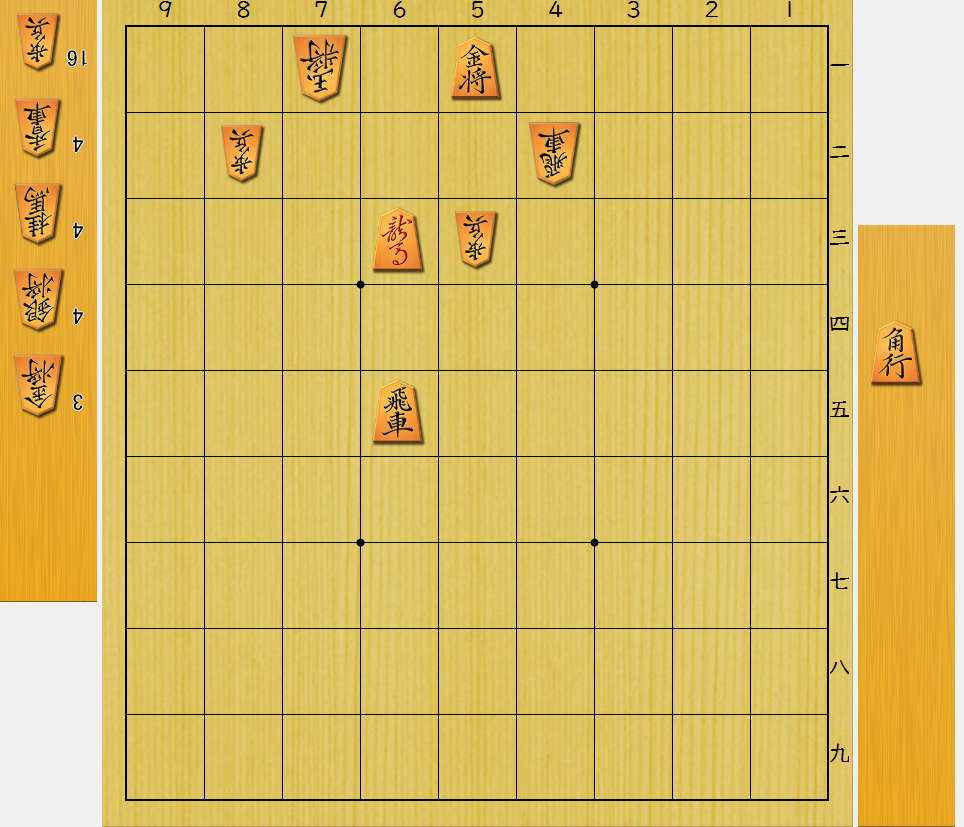 9 8 7 6 5 4 3 2 1
一
二
三
四
五
六
七
八
九
歩兵 16
香車 4
桂馬 4
銀将 4
金将 3
玉将 金将
歩兵 飛車
龍馬 歩兵
飛車
角行